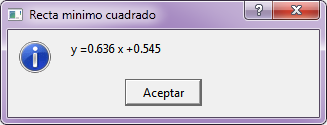 Recta minimo cuadrado
y =0.636 x +0.545
Aceptar